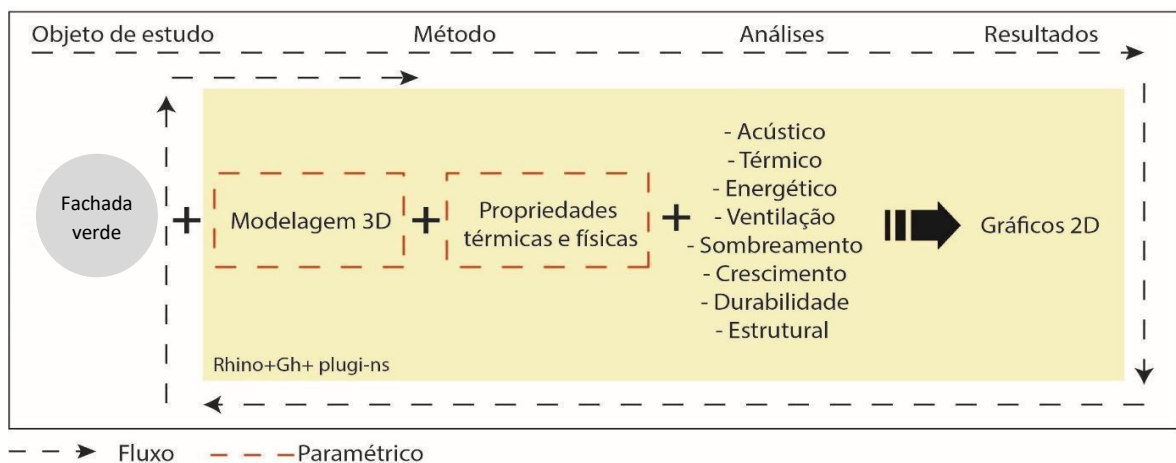 Objeto de estudo
Método
Análises
Resultados
Fachada
verde
+
Modelagem 3D
+
Propriedades
térmicas e físicas
+
- Acústico
- Térmico
- Energético
- Ventilação
- Sombreamento
- Crescimento
- Durabilidade
- Estrutural
Gráficos 2D
Rhino+Gh+ plugi-ns
Fluxo
Paramétrico